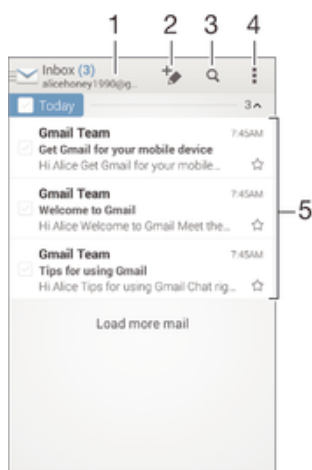 1 2 3 4
Inbox (3)
alicehoney1990@g...
Today 3
Gmail Team 7:45AM
Get Gmail for your mobile device
Hi Alice Get Gmail for your mobile...
Gmail Team 7:45AM
Welcome to Gmail
Hi Alice Welcome to Gmail Meet the...
5
Gmail Team 7:45AM
Tips for using Gmail
Hi Alice Tips for using Gmail Chat rig...
Load more mail